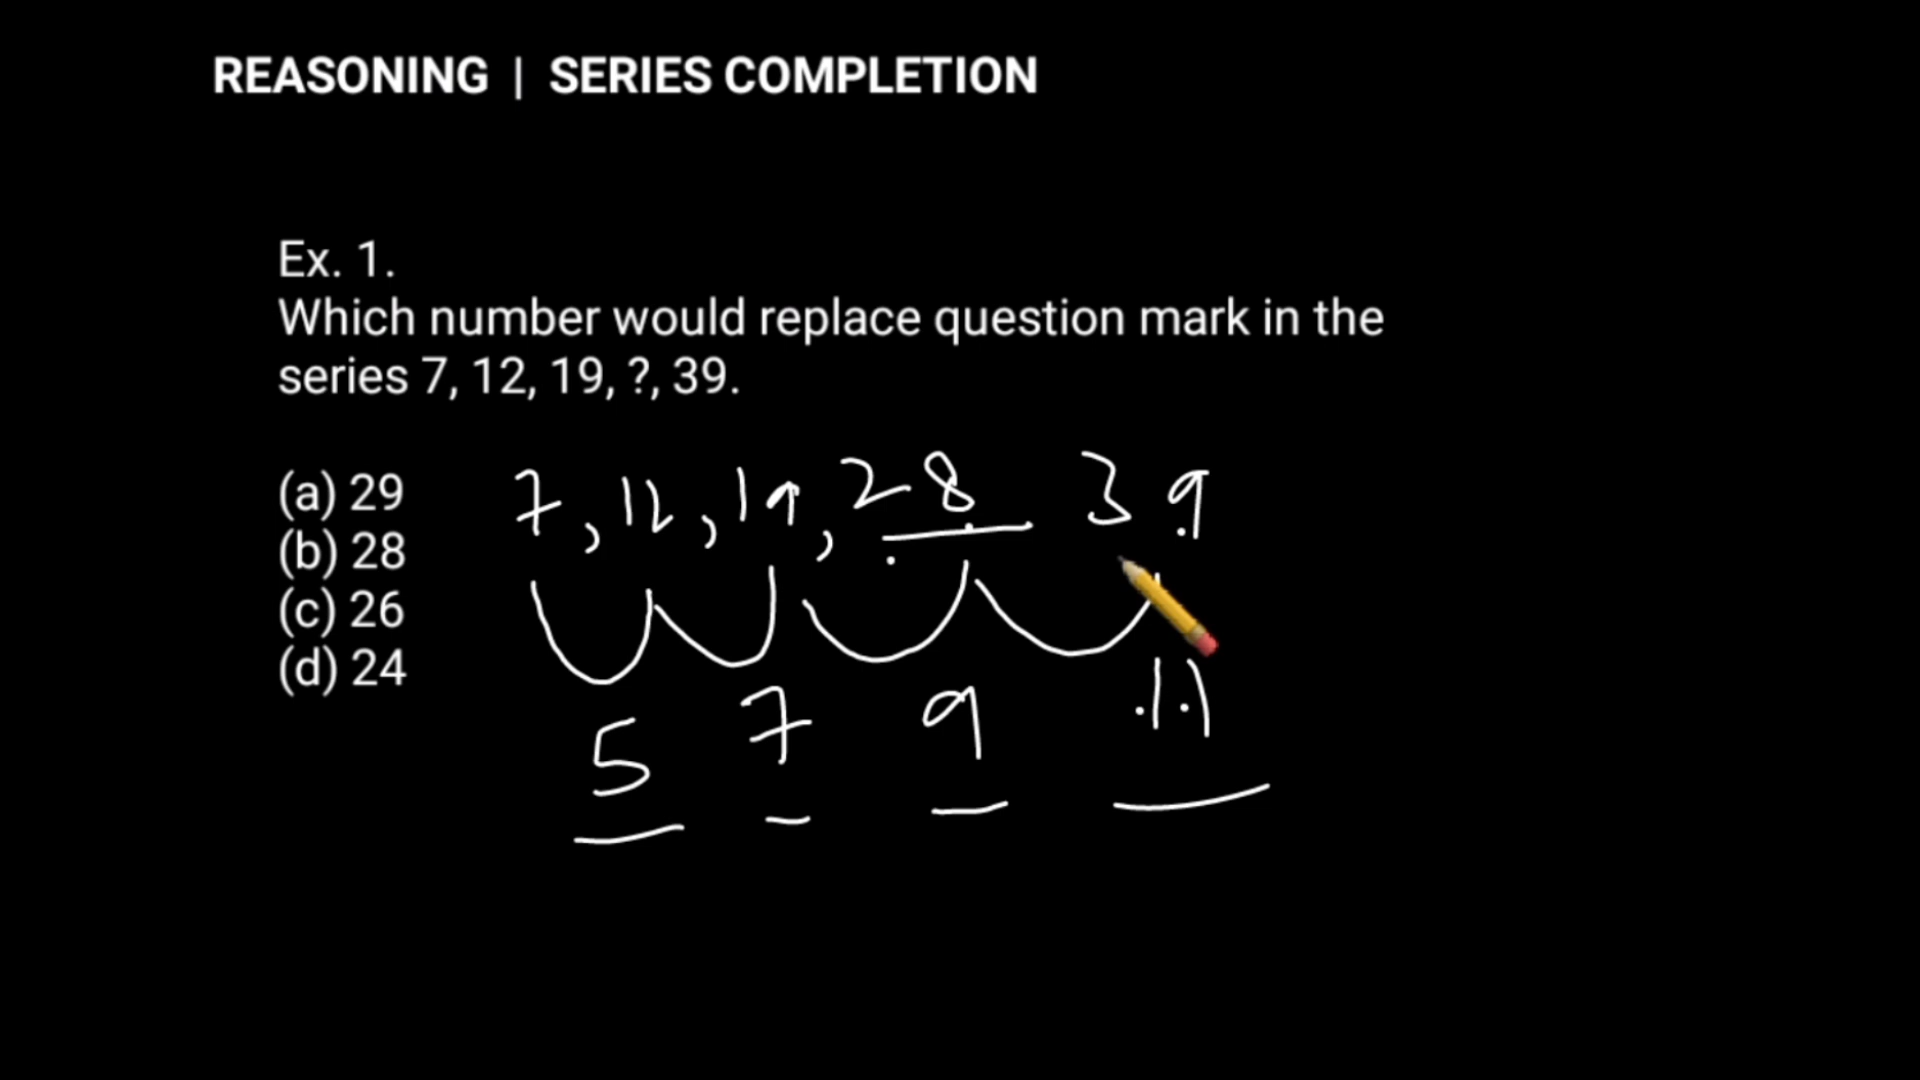 REASONING | SERIES COMPLETION
Ex. 1.
Which number would replace question mark in the
series 7, 12, 19, ?, 39.
(a) 29
(b) 28
(c) 26
(d) 24
7, 12, 19, 28 39
5 7 9 11